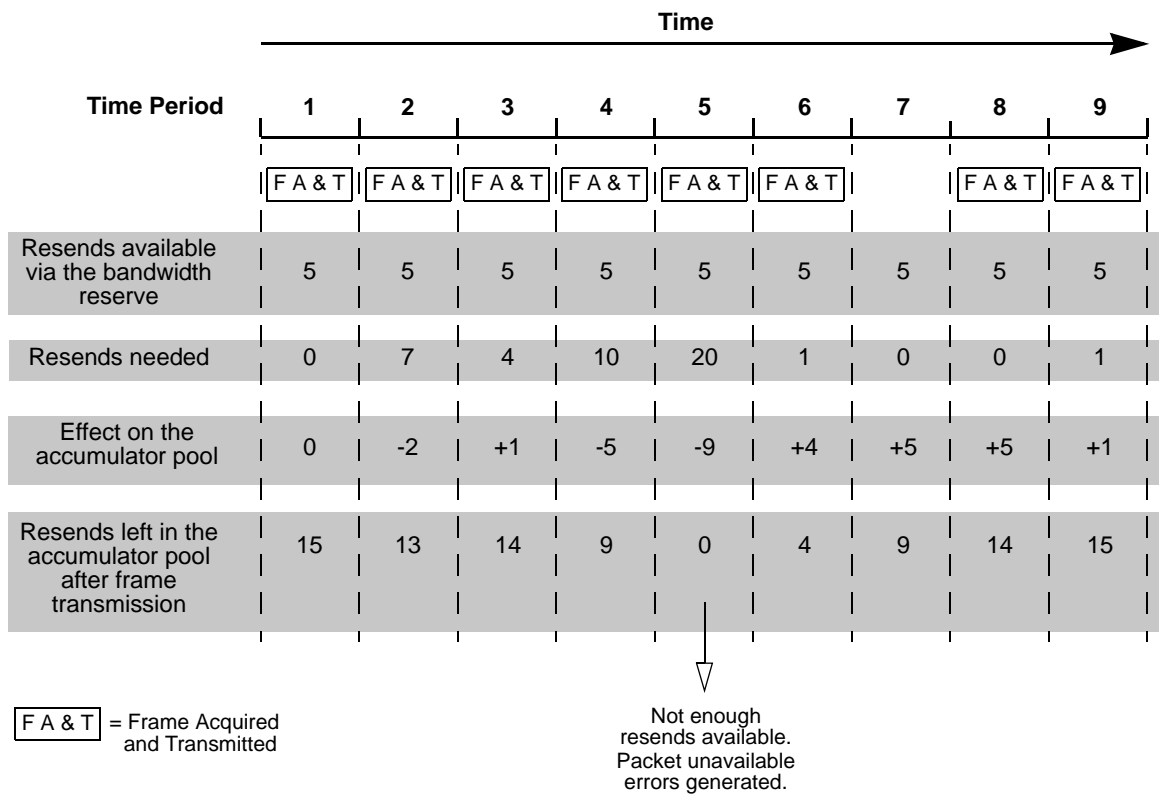 Time
Time Period 1 2 3 4 5 6 7 8 9
F A & T F A & T F A & T F A & T F A & T F A & T F A & T F A & T
Resends available
via the bandwidth
reserve
5 5 5 5 5 5 5 5 5
Resends needed 0 7 4 10 20 1 0 0 1
Effect on the
accumulator pool
0 -2 +1 -5 -9 +4 +5 +5 +1
Resends left in the
accumulator pool
after frame
transmission
15 13 14 9 0 4 9 14 15
F A & T = Frame Acquired
and Transmitted
Not enough
resends available.
Packet unavailable
errors generated.